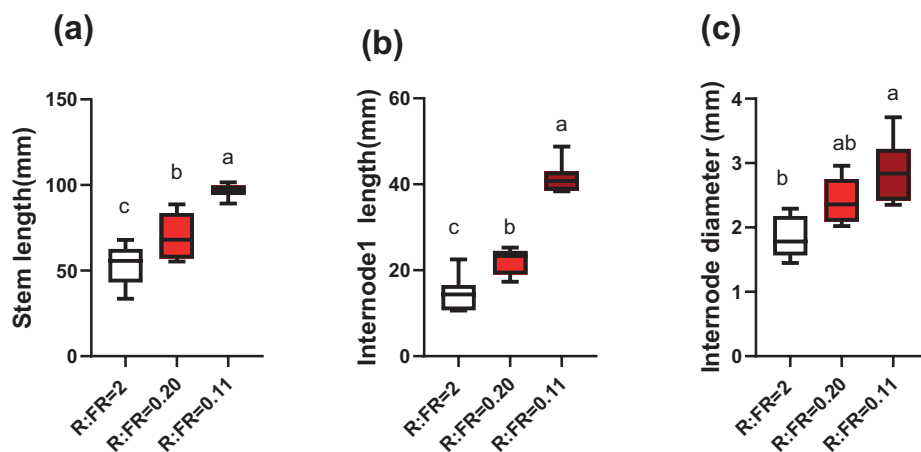 (a)
Stem length(mm)
150
100
50
0
c
b
a
R:FR=2
R:FR=0.20
R:FR=0.11
(b)
Internode1 length(mm)
60
40
20
0
c
b
a
R:FR=2
R:FR=0.20
R:FR=0.11
(c)
Internode diameter (mm)
4
3
2
1
0
b
ab
a
R:FR=2
R:FR=0.20
R:FR=0.11